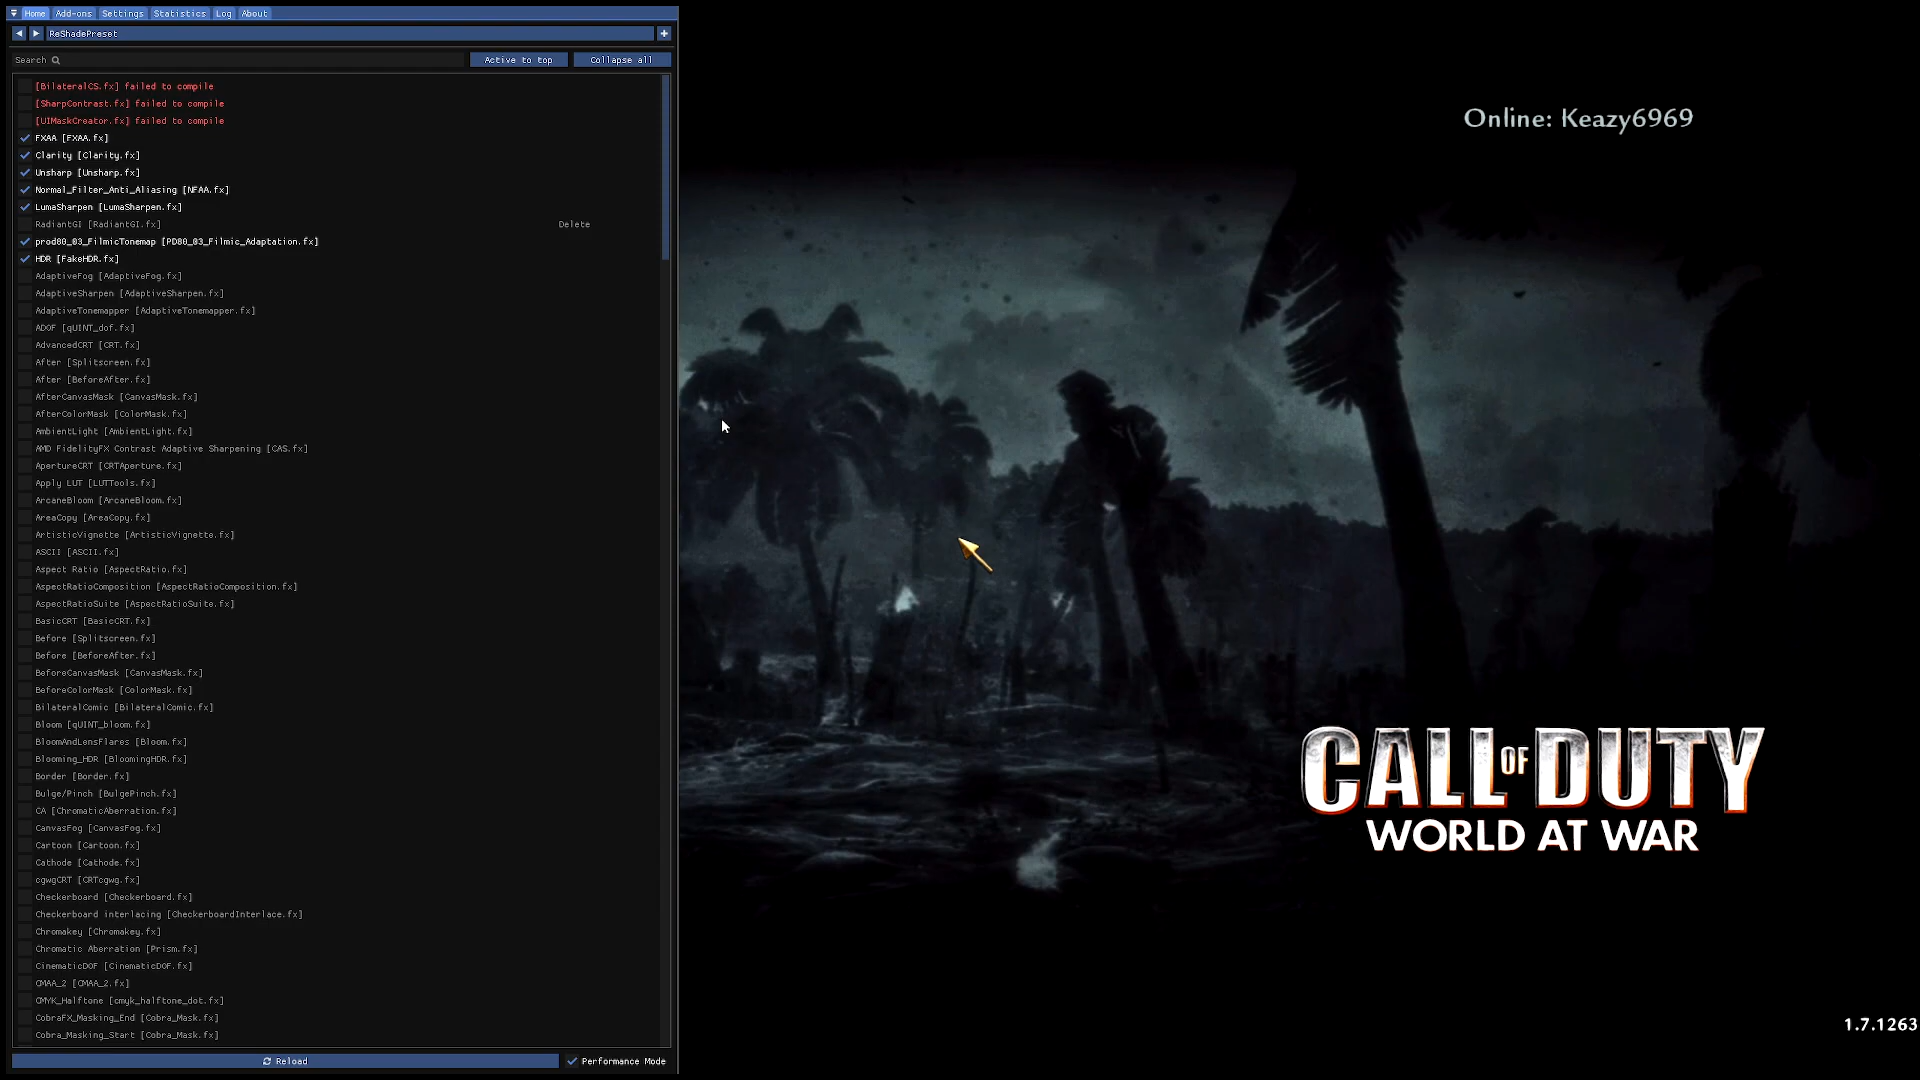 Home Add-ons Settings Statistics Log About
ReShadePreset +
Search Active to top Collapse all
[BilateralCS.fx] failed to compile
[SharpContrast.fx] failed to compile
[UIMaskCreator.fx] failed to compile
FXAA [FXAA.fx]
Clarity [Clarity.fx]
Unsharp [Unsharp.fx]
Normal_Filter_Anti_Aliasing [NFAA.fx]
LumaSharpen [LumaSharpen.fx]
RadiantGI [RadiantGI.fx] Delete
prod80_03_FilmicTonemap [PD80_03_Filmic_Adaptation.fx]
HDR [FakeHDR.fx]
AdaptiveFog [AdaptiveFog.fx]
AdaptiveSharpen [AdaptiveSharpen.fx]
AdaptiveTonemapper [AdaptiveTonemapper.fx]
ADOF [qUINT_dof.fx]
AdvancedCRT [CRT.fx]
After [Splitscreen.fx]
After [BeforeAfter.fx]
AfterCanvasMask [CanvasMask.fx]
AfterColorMask [ColorMask.fx]
AmbientLight [AmbientLight.fx]
AMD FidelityFX Contrast Adaptive Sharpening [CAS.fx]
ApertureCRT [CRTAperture.fx]
Apply LUT [LUTTools.fx]
ArcaneBloom [ArcaneBloom.fx]
AreaCopy [AreaCopy.fx]
ArtisticVignette [ArtisticVignette.fx]
ASCII [ASCII.fx]
Aspect Ratio [AspectRatio.fx]
AspectRatioComposition [AspectRatioComposition.fx]
AspectRatioSuite [AspectRatioSuite.fx]
BasicCRT [BasicCRT.fx]
Before [Splitscreen.fx]
Before [BeforeAfter.fx]
BeforeCanvasMask [CanvasMask.fx]
BeforeColorMask [ColorMask.fx]
BilateralComic [BilateralComic.fx]
Bloom [qUINT_bloom.fx]
BloomAndLensFlares [Bloom.fx]
Blooming_HDR [BloomingHDR.fx]
Border [Border.fx]
Bulge/Pinch [BulgePinch.fx]
CA [ChromaticAberration.fx]
CanvasFog [CanvasFog.fx]
Cartoon [Cartoon.fx]
Cathode [Cathode.fx]
cgwgCRT [CRTcgwg.fx]
Checkerboard [Checkerboard.fx]
Checkerboard interlacing [CheckerboardInterlace.fx]
Chromakey [Chromakey.fx]
Chromatic Aberration [Prism.fx]
CinematicDOF [CinematicDOF.fx]
CMAA_2 [CMAA_2.fx]
CMYK_Halftone [cmyk_halftone_dot.fx]
CobraFX_Masking_End [Cobra_Mask.fx]
Cobra_Masking_Start [Cobra_Mask.fx]
Reload Performance Mode
Online: Keazy6969
CALL OF DUTY
WORLD AT WAR
1.7.1263